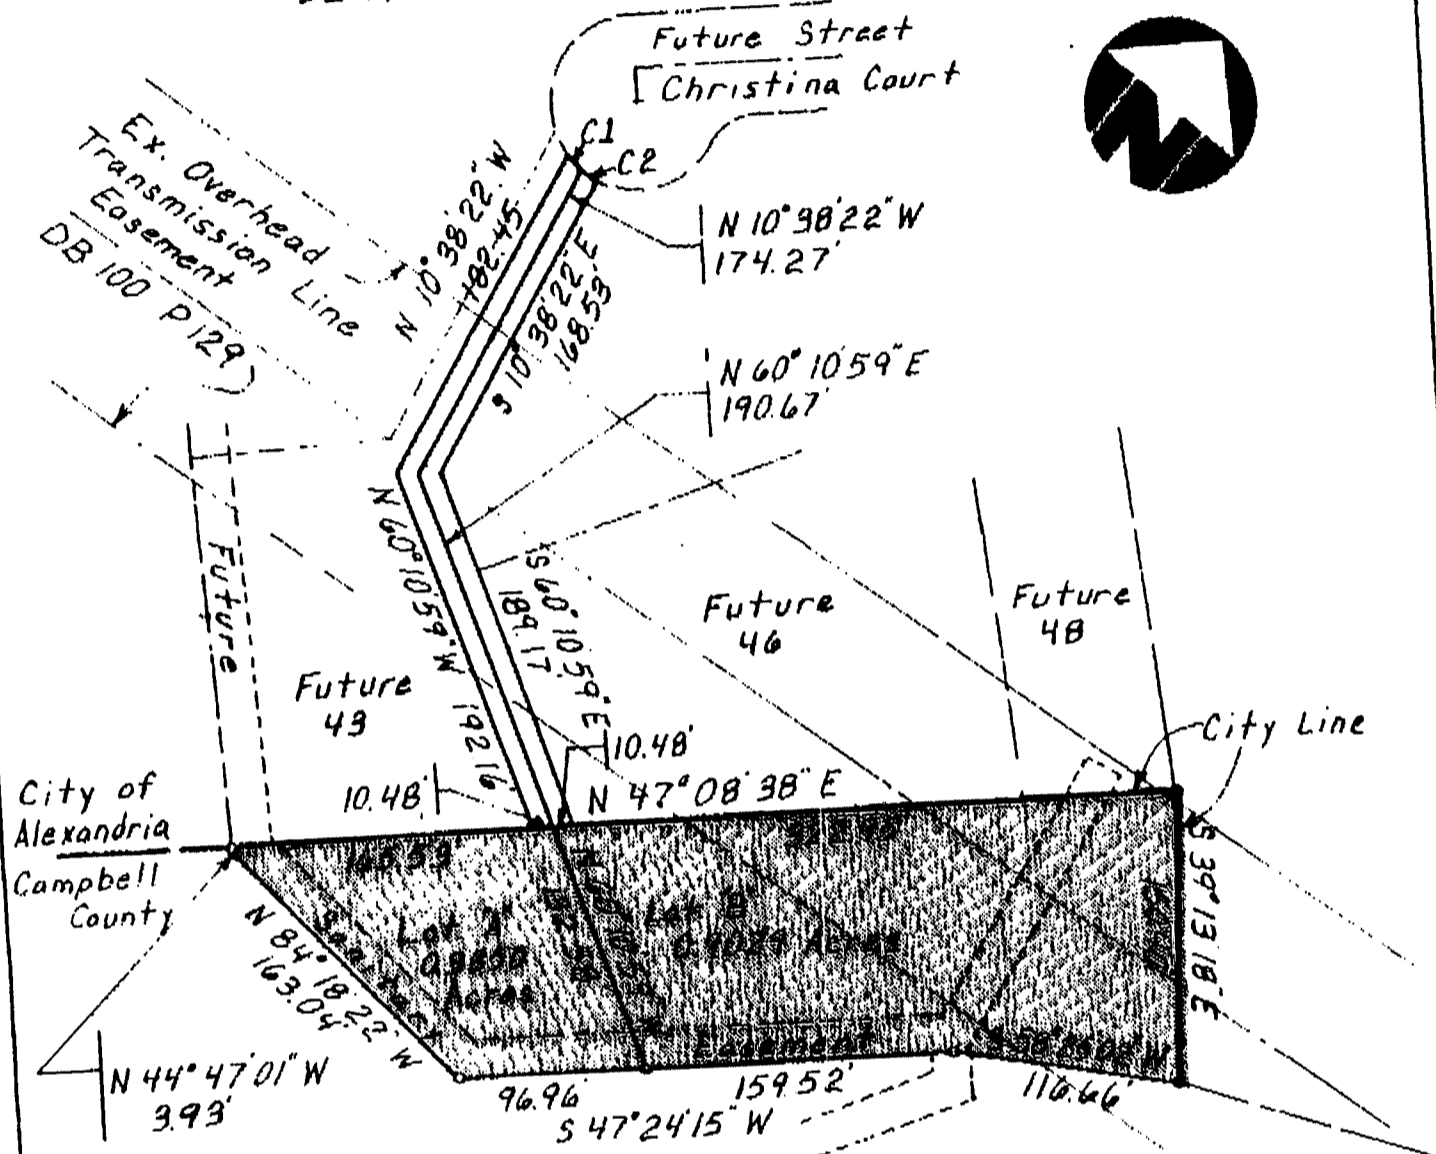 Future Street
Christina Court
C1
C2
Ex. Overhead
Transmission Line
Easement
DB 100 P 129
N 10° 38' 22" W
182.45'
N 10° 38' 22" W
174.27'
S 10° 38' 22" E
168.53'
N 60° 10' 59" E
190.67'
N 60° 10' 59" W 192.16'
S 60° 10' 59" E
189.17'
Future
Future
43
Future
46
Future
48
City Line
10.48'
10.48'
N 47° 08' 38" E
City of
Alexandria
Campbell
County
Lot
Lot B
Acres
Acres
Easement
S 39° 13' 18" E
N 84° 18' 22" W
163.04'
N 44° 47' 01" W
3.93'
96.96'
159.52'
S 47° 24' 15" W
116.66'
N